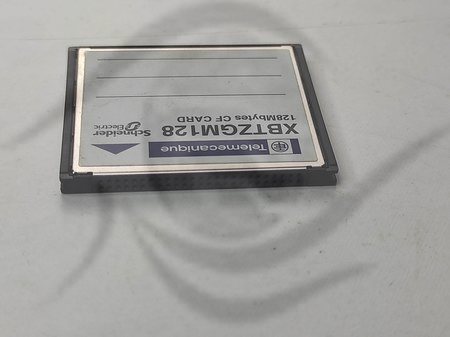 Telemecanique
XBTZGM128
128Mbytes CF CARD
Schneider
Electric